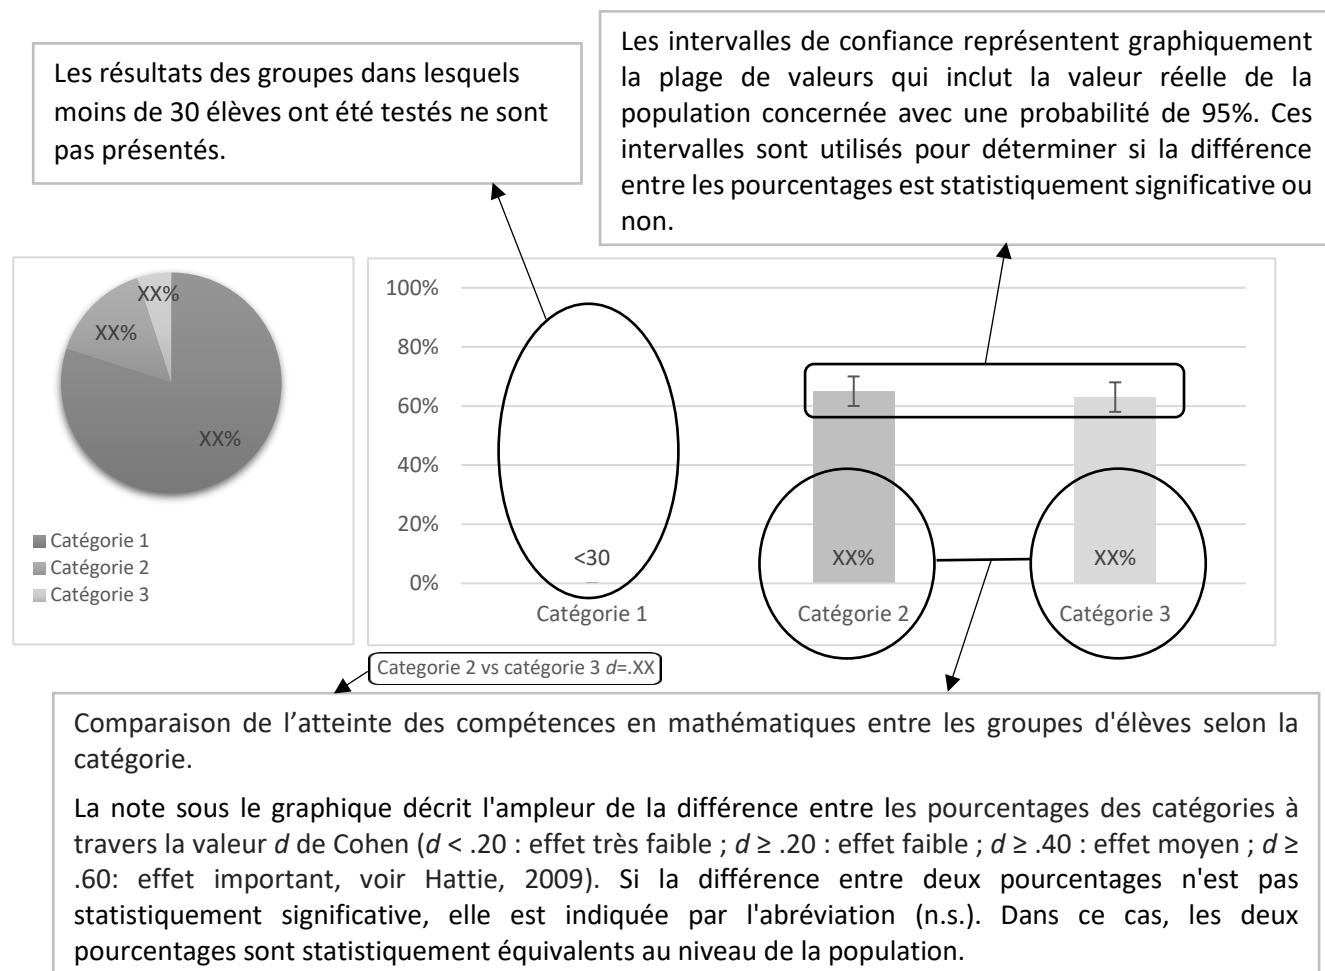 Les résultats des groupes dans lesquels
moins de 30 élèves ont été testés ne sont
pas présentés.
Les intervalles de confiance représentent graphiquement
la plage de valeurs qui inclut la valeur réelle de la
population concernée avec une probabilité de 95%. Ces
intervalles sont utilisés pour déterminer si la différence
entre les pourcentages est statistiquement significative ou
non.
XX%
XX%
XX%
Catégorie 1
Catégorie 2
Catégorie 3
100%
80%
60%
40%
20%
0%
<30
XX%
XX%
Catégorie 1
Catégorie 2
Catégorie 3
Categorie 2 vs catégorie 3 d=.XX
Comparaison de l’atteinte des compétences en mathématiques entre les groupes d'élèves selon la
catégorie.
La note sous le graphique décrit l'ampleur de la différence entre les pourcentages des catégories à
travers la valeur d de Cohen (d < .20 : effet très faible ; d ≥ .20 : effet faible ; d ≥ .40 : effet moyen ; d ≥
.60: effet important, voir Hattie, 2009). Si la différence entre deux pourcentages n'est pas
statistiquement significative, elle est indiquée par l'abréviation (n.s.). Dans ce cas, les deux
pourcentages sont statistiquement équivalents au niveau de la population.